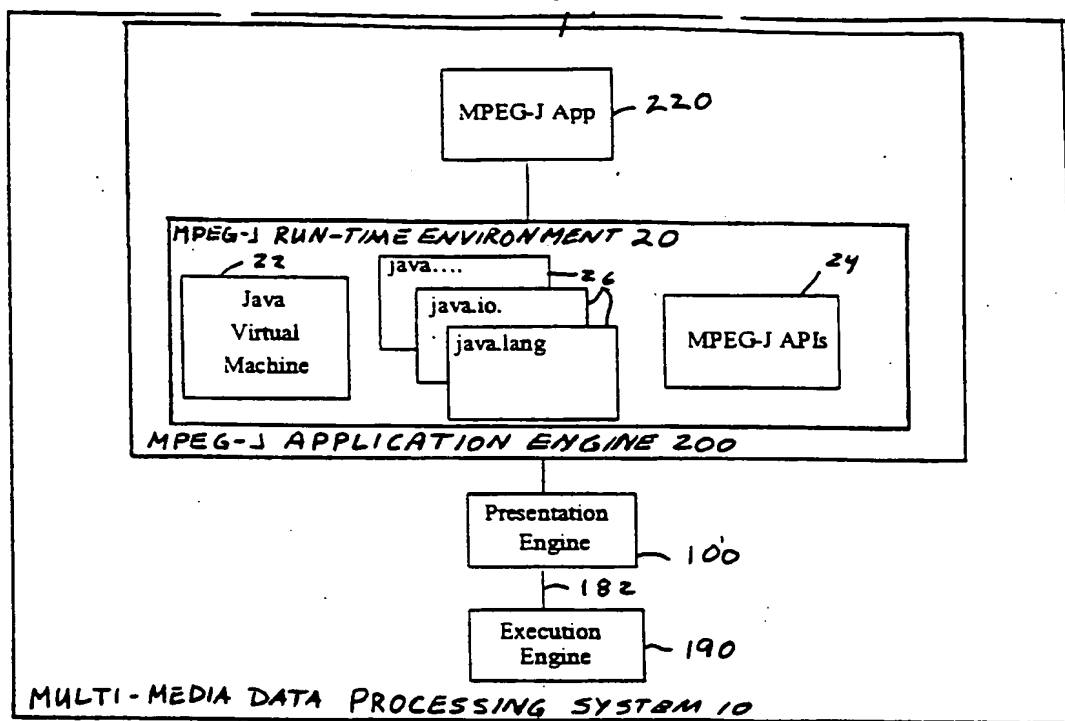 MPEG-J App
220
MPEG-J RUN-TIME ENVIRONMENT 20
22
Java
Virtual
Machine
java....
26
java.io.
java.lang
24
MPEG-J APIs
MPEG-J APPLICATION ENGINE 200
Presentation
Engine
100
182
Execution
Engine
190
MULTI-MEDIA DATA PROCESSING SYSTEM 10